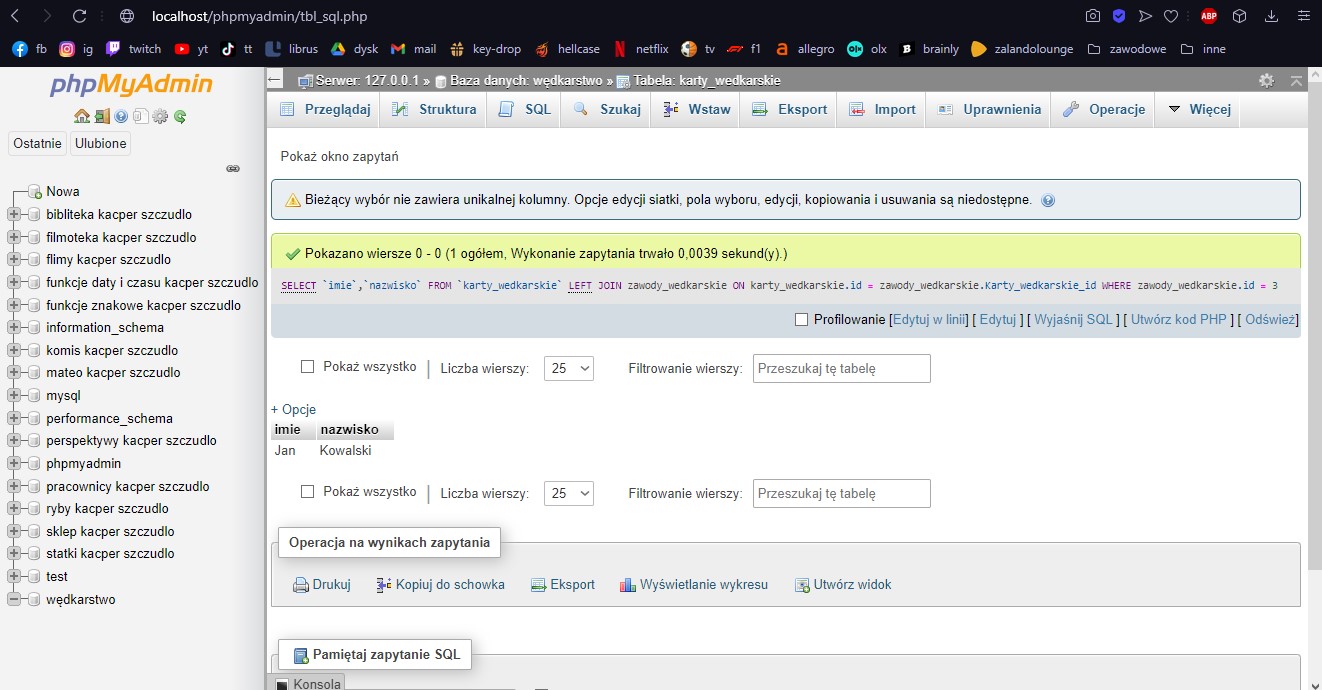 localhost/phpmyadmin/tbl_sql.php
ABP
fb ig twitch yt tt librus dysk mail key-drop hellcase netflix tv f1 allegro olx brainly zalandolounge zawodowe inne
phpMyAdmin
Ostatnie Ulubione
Nowa
bibliteka kacper szczudlo
filmoteka kacper szczudlo
flimy kacper szczudlo
funkcje daty i czasu kacper szczudlo
funkcje znakowe kacper szczudlo
information_schema
komis kacper szczudlo
mateo kacper szczudlo
mysql
performance_schema
perspektywy kacper szczudlo
phpmyadmin
pracownicy kacper szczudlo
ryby kacper szczudlo
sklep kacper szczudlo
statki kacper szczudlo
test
wędkarstwo
Serwer: 127.0.0.1 » Baza danych: wędkarstwo » Tabela: karty_wedkarskie
Przeglądaj Struktura SQL Szukaj Wstaw Eksport Import Uprawnienia Operacje Więcej
Pokaż okno zapytań
Bieżący wybór nie zawiera unikalnej kolumny. Opcje edycji siatki, pola wyboru, edycji, kopiowania i usuwania są niedostępne.
Pokazano wiersze 0 - 0 (1 ogółem, Wykonanie zapytania trwało 0,0039 sekund(y).)
SELECT `imie`,`nazwisko` FROM `karty_wedkarskie` LEFT JOIN zawody_wedkarskie ON karty_wedkarskie.id = zawody_wedkarskie.Karty_wedkarskie_id WHERE zawody_wedkarskie.id = 3
Profilowanie [Edytuj w linii] [ Edytuj ] [ Wyjaśnij SQL ] [ Utwórz kod PHP ] [ Odśwież]
Pokaż wszystko | Liczba wierszy: 25 Filtrowanie wierszy: Przeszukaj tę tabelę
+ Opcje
imie nazwisko
Jan Kowalski
Pokaż wszystko | Liczba wierszy: 25 Filtrowanie wierszy: Przeszukaj tę tabelę
Operacja na wynikach zapytania
Drukuj Kopiuj do schowka Eksport Wyświetlanie wykresu Utwórz widok
Pamiętaj zapytanie SQL
Konsola